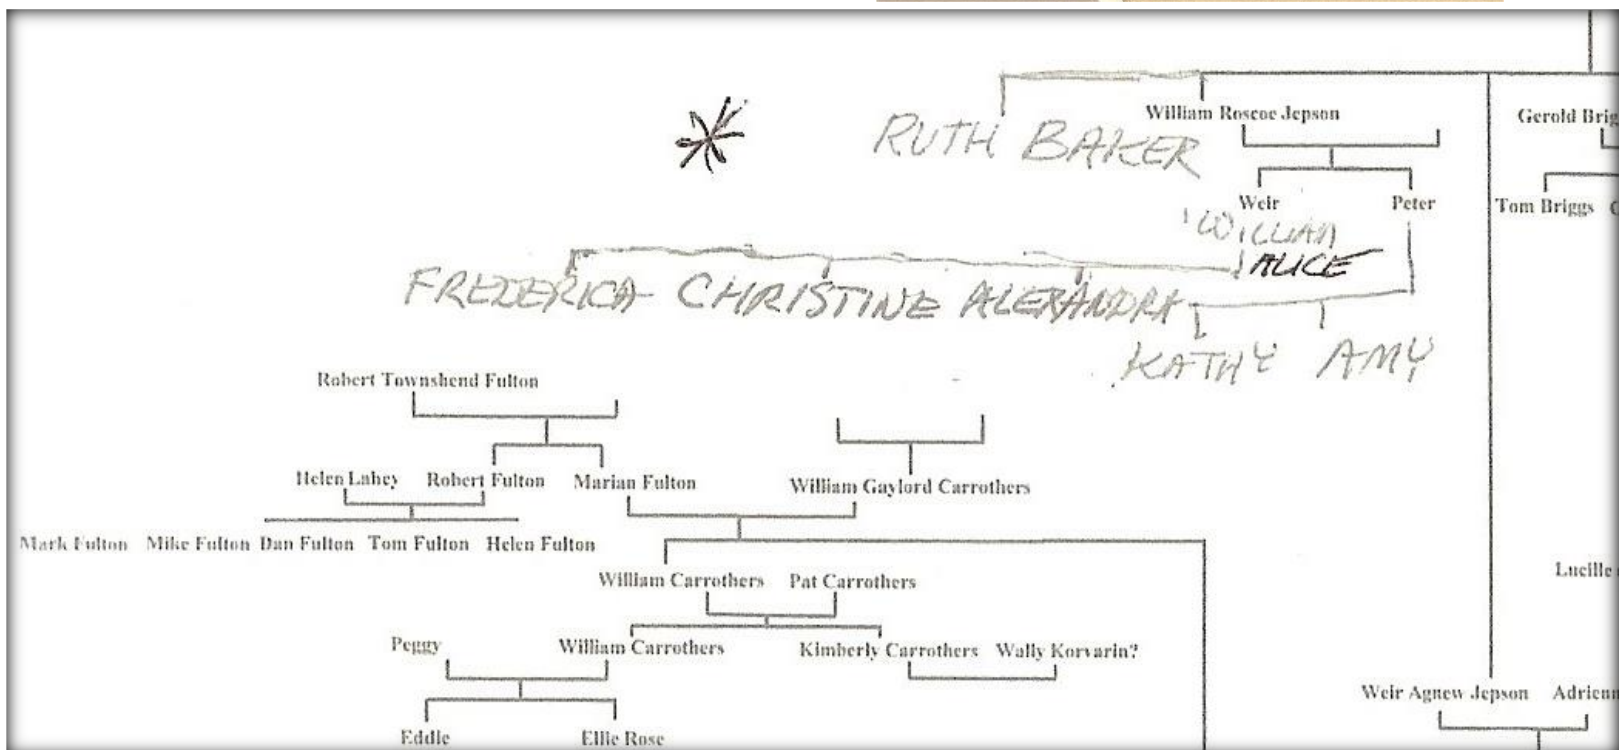 William Roscoe Jepson Gerold Brig
RUTH BAKER
Weir Peter Tom Briggs
WILLIAM
ALICE
FREDERICA CHRISTINE ALEXANDRA
KATHY AMY
Robert Townshend Fulton
Helen Lahey Robert Fulton Marian Fulton William Gaylord Carrothers
Mark Fulton Mike Fulton Dan Fulton Tom Fulton Helen Fulton
Lucille
William Carrothers Pat Carrothers
Peggy William Carrothers Kimberly Carrothers Wally Korvarin?
Weir Agnew Jepson Adrienn
Eddie Ellie Rose